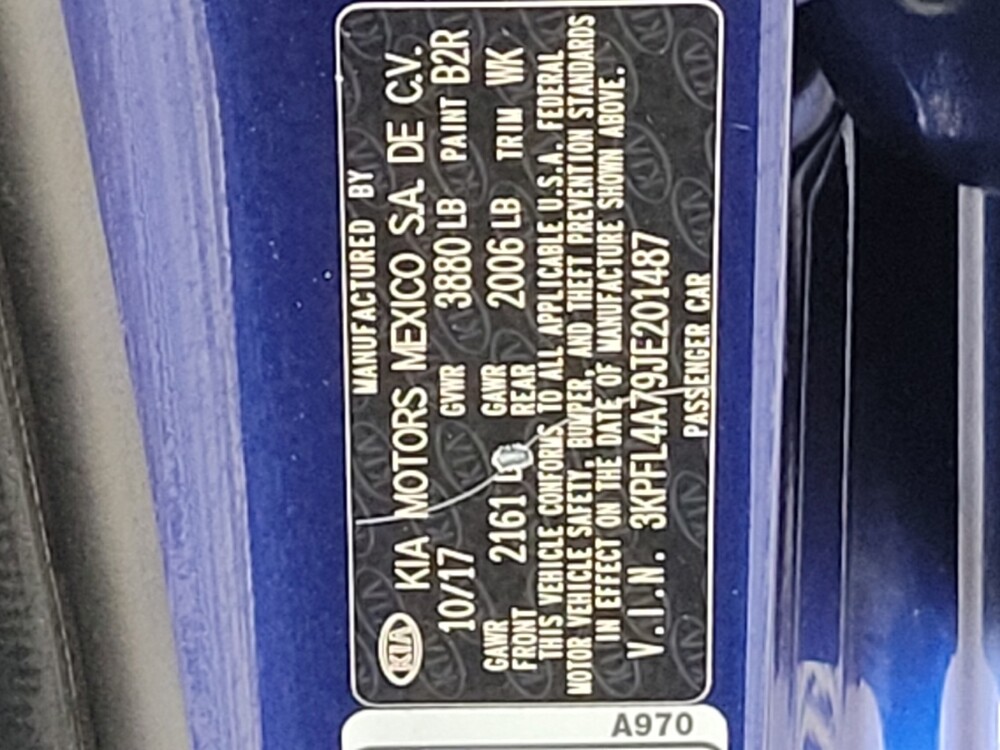 MANUFACTURED BY
KIA KIA MOTORS MEXICO S.A. DE C.V.
10/17 GVWR 3880 LB PAINT B2R
GAWR FRONT 2161 GAWR REAR 2006 LB TRIM WK
THIS VEHICLE CONFORMS TO ALL APPLICABLE U.S.A. FEDERAL
MOTOR VEHICLE SAFETY, BUMPER, AND THEFT PREVENTION STANDARDS
IN EFFECT ON THE DATE OF MANUFACTURE SHOWN ABOVE.
V.I.N. 3KPFL4A79JE201487
PASSENGER CAR
A970